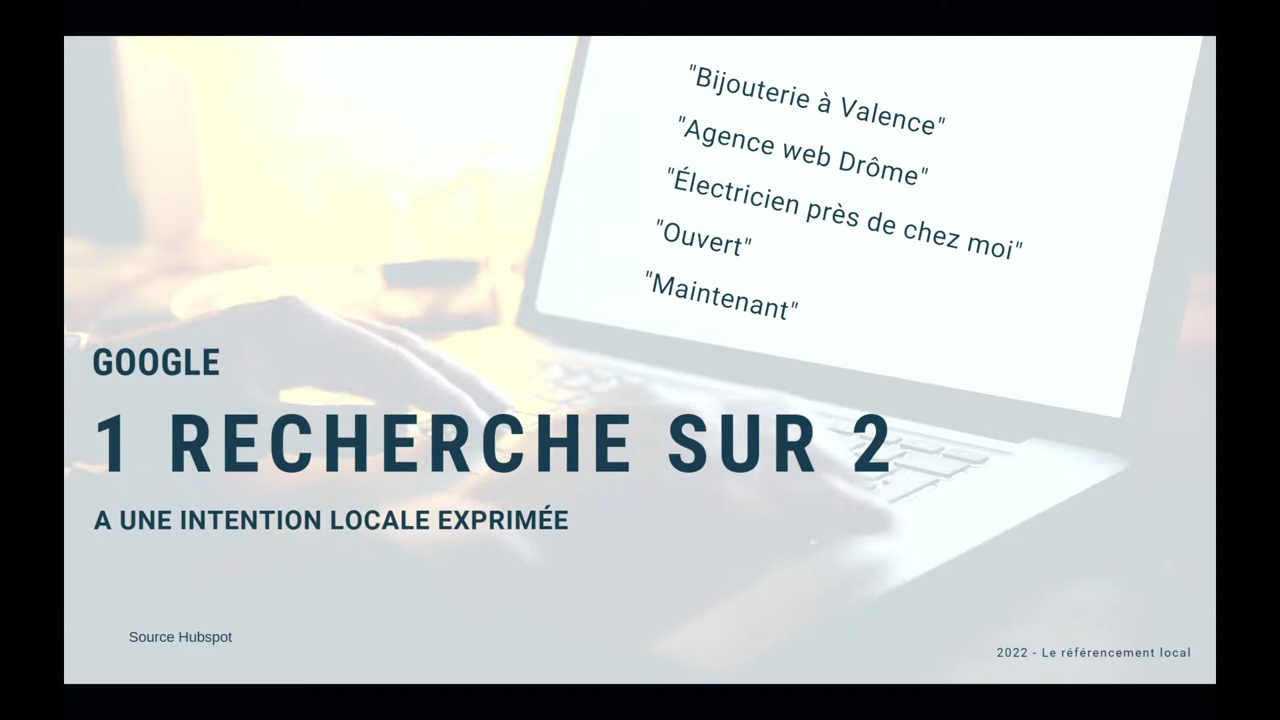 "Bijouterie à Valence"
"Agence web Drôme"
"Électricien près de chez moi"
"Ouvert"
"Maintenant"
GOOGLE
1 RECHERCHE SUR 2
A UNE INTENTION LOCALE EXPRIMÉE
Source Hubspot
2022 - Le référencement local